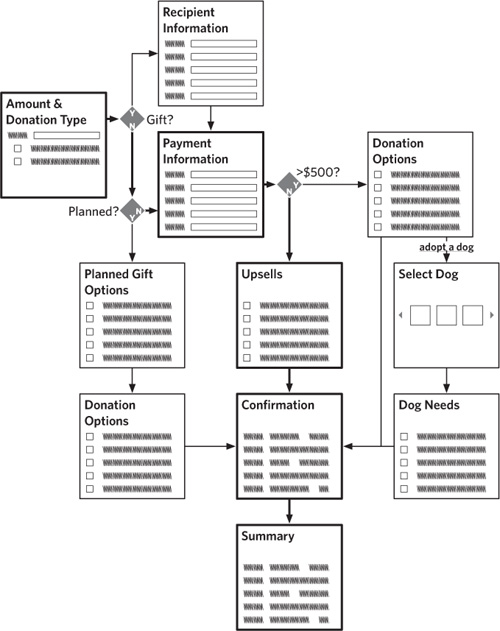 Recipient
Information
Amount &
Donation Type
Y
N
Gift?
Payment
Information
>$500?
N
Y
Donation
Options
Planned?
Y
N
adopt a dog
Planned Gift
Options
Upsells
Select Dog
Donation
Options
Confirmation
Dog Needs
Summary